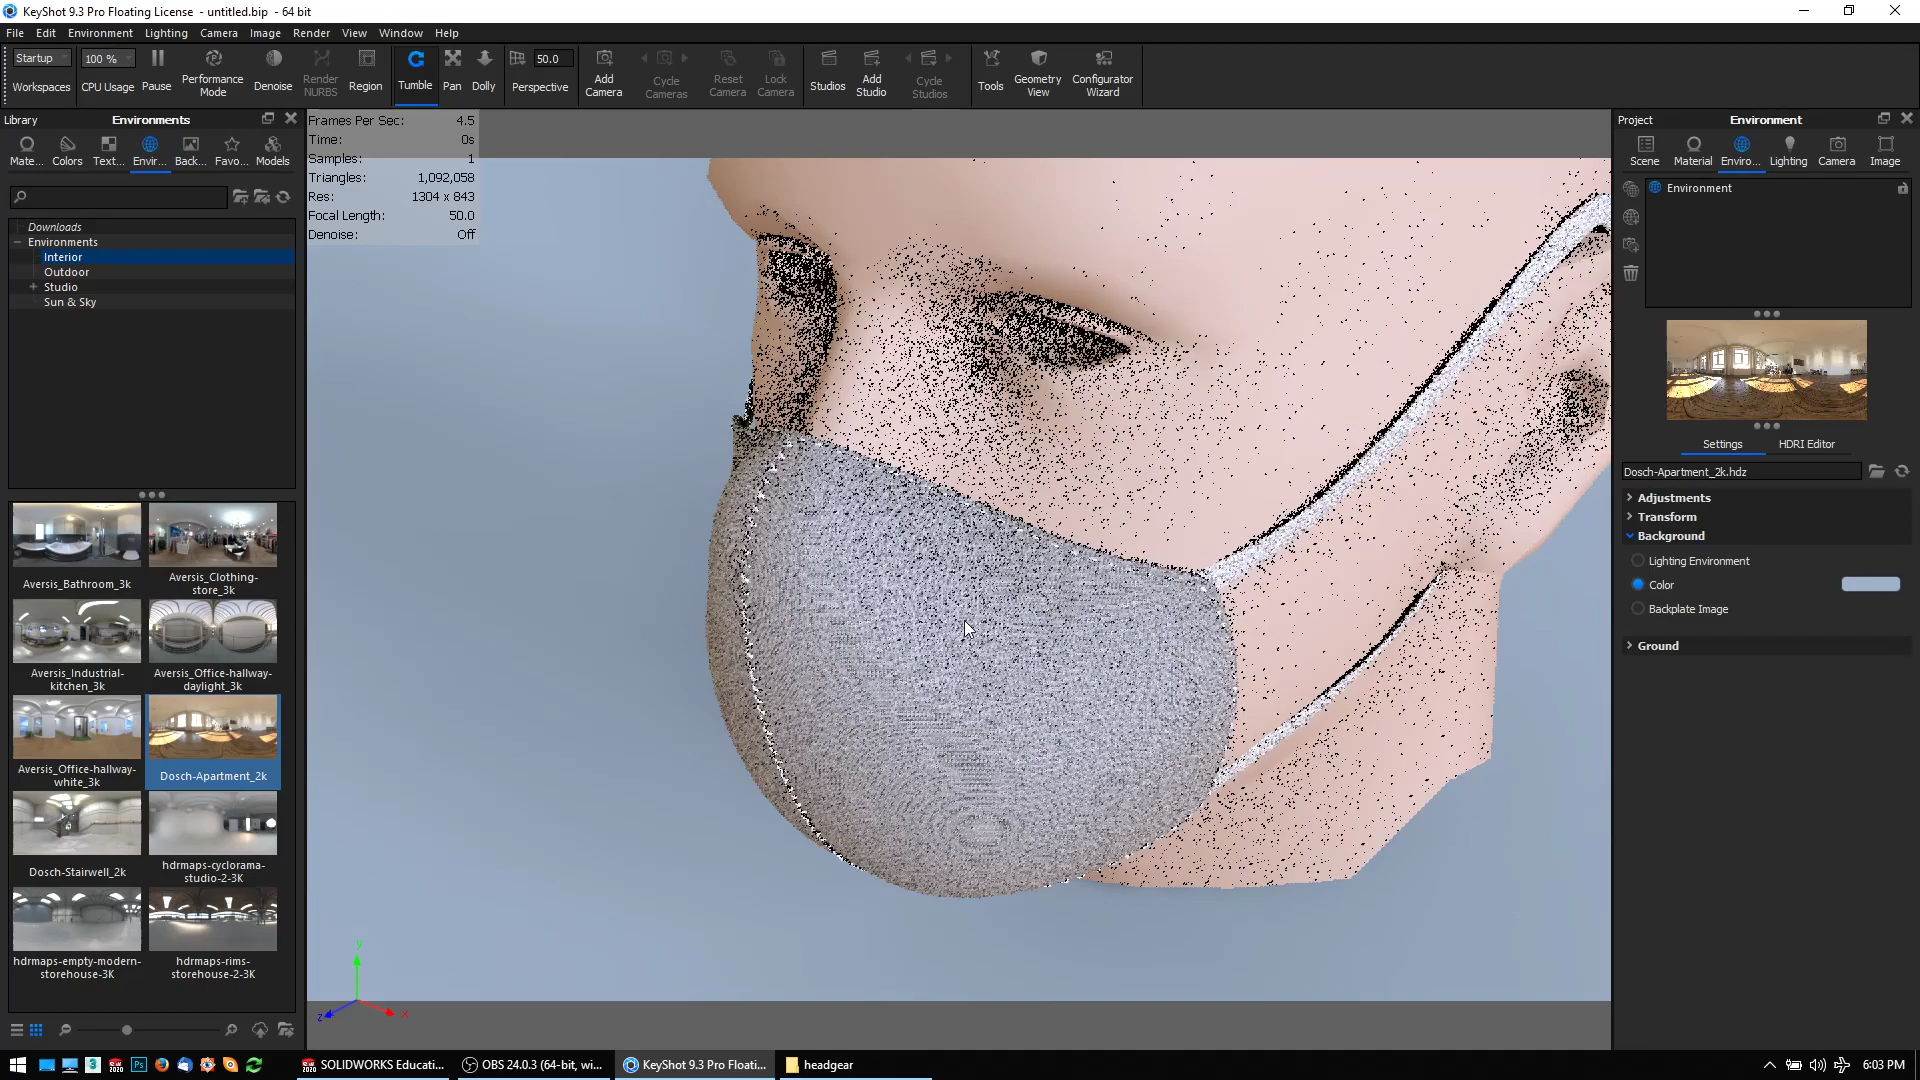 KeyShot 9.3 Pro Floating License - untitled.bip - 64 bit
File Edit Environment Lighting Camera Image Render View Window Help
Startup
Workspaces
100 %
CPU Usage
Pause
Performance
Mode
Denoise
Render
NURBS
Region
Tumble
Pan
Dolly
50.0
Perspective
Add
Camera
Cycle
Cameras
Reset
Camera
Lock
Camera
Studios
Add
Studio
Cycle
Studios
Tools
Geometry
View
Configurator
Wizard
Library
Environments
Mate... Colors Text... Envir... Back... Favo... Models
Downloads
Environments
Interior
Outdoor
Studio
Sun & Sky
Aversis_Bathroom_3k
Aversis_Clothing-
store_3k
Aversis_Industrial-
kitchen_3k
Aversis_Office-hallway-
daylight_3k
Aversis_Office-hallway-
white_3k
Dosch-Apartment_2k
Dosch-Stairwell_2k
hdrmaps-cyclorama-
studio-2-3K
hdrmaps-empty-modern-
storehouse-3K
hdrmaps-rims-
storehouse-2-3K
Frames Per Sec: 4.5
Time: 0s
Samples: 1
Triangles: 1,092,058
Res: 1304 x 843
Focal Length: 50.0
Denoise: Off
y
z
x
Project
Environment
Scene Material Enviro... Lighting Camera Image
Environment
Settings HDRI Editor
Dosch-Apartment_2k.hdz
Adjustments
Transform
Background
Lighting Environment
Color
Backplate Image
Ground
SOLIDWORKS Educati...
OBS 24.0.3 (64-bit, wi...
KeyShot 9.3 Pro Floati...
headgear
6:03 PM